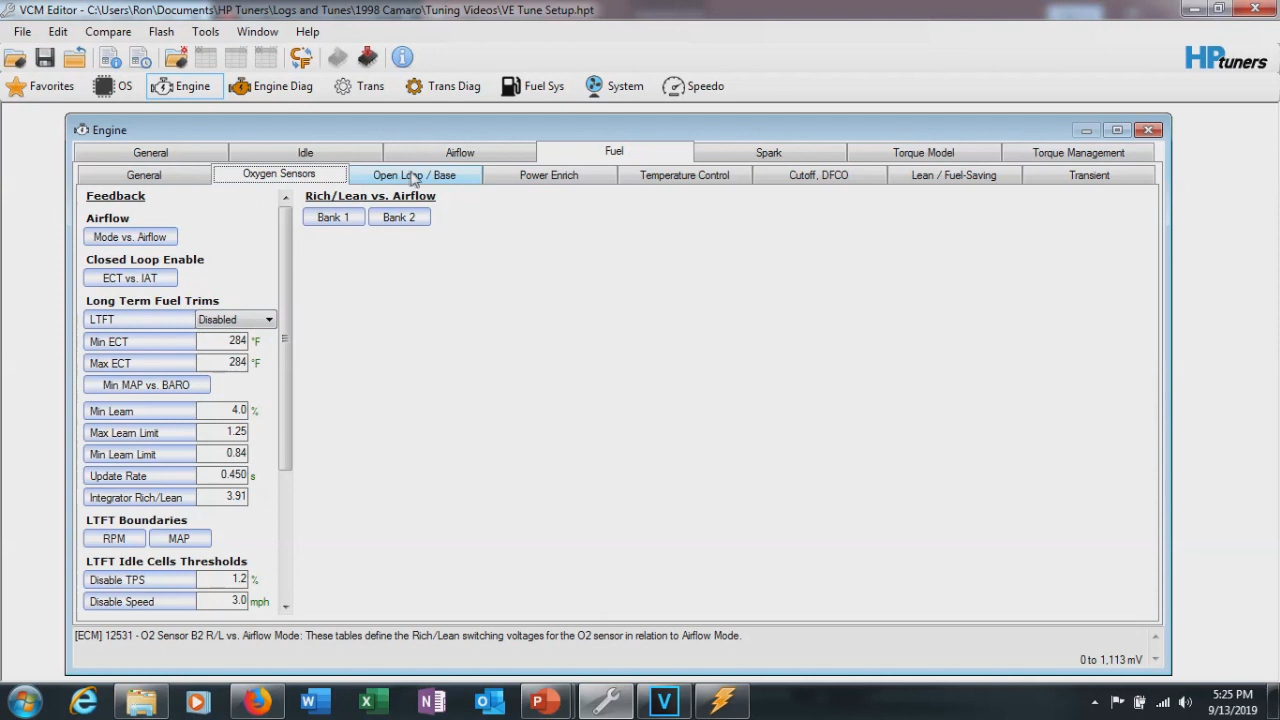 VCM Editor - C:\Users\Ron\Documents\HP Tuners\Logs and Tunes\1998 Camaro\Tuning Videos\VE Tune Setup.hpt
File Edit Compare Flash Tools Window Help
HPtuners
Favorites OS Engine Engine Diag Trans Trans Diag Fuel Sys System Speedo
Engine
General Idle Airflow Fuel Spark Torque Model Torque Management
General Oxygen Sensors Open Loop / Base Power Enrich Temperature Control Cutoff, DFCO Lean / Fuel-Saving Transient
Feedback
Airflow
Mode vs. Airflow
Closed Loop Enable
ECT vs. IAT
Long Term Fuel Trims
LTFT Disabled
Min ECT 284 °F
Max ECT 284 °F
Min MAP vs. BARO
Min Learn 4.0 %
Max Learn Limit 1.25
Min Learn Limit 0.84
Update Rate 0.450 s
Integrator Rich/Lean 3.91
LTFT Boundaries
RPM MAP
LTFT Idle Cells Thresholds
Disable TPS 1.2 %
Disable Speed 3.0 mph
Rich/Lean vs. Airflow
Bank 1 Bank 2
[ECM] 12531 - O2 Sensor B2 R/L vs. Airflow Mode: These tables define the Rich/Lean switching voltages for the O2 sensor in relation to Airflow Mode.
0 to 1,113 mV
5:25 PM
9/13/2019